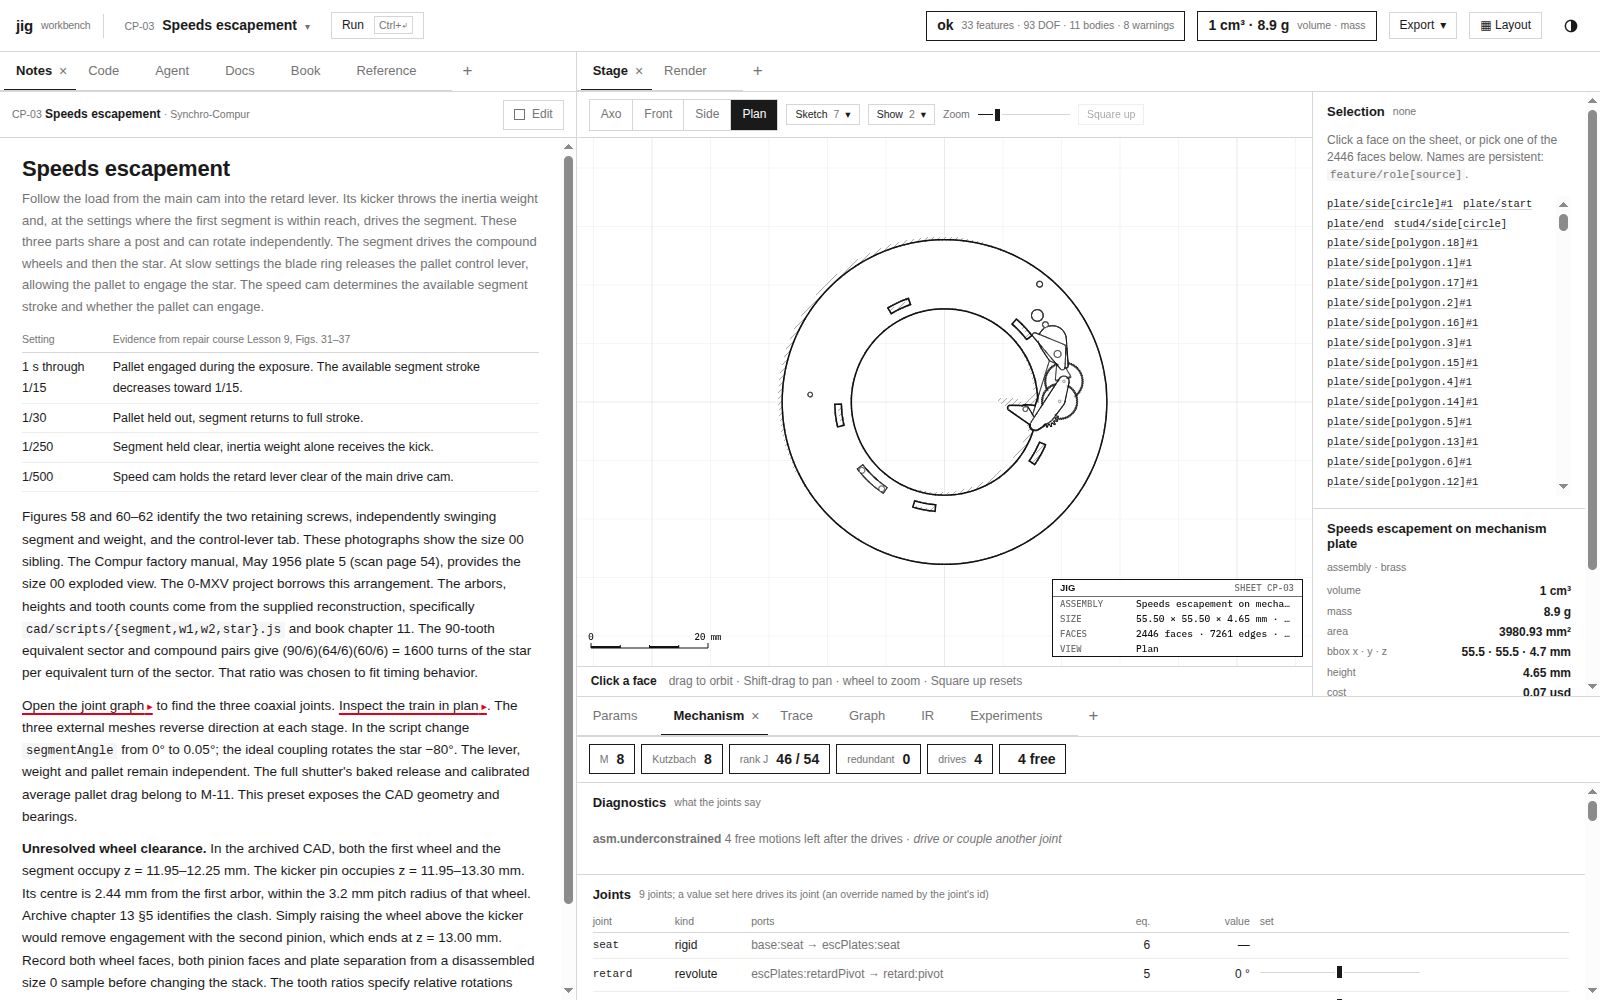 jig workbench CP-03 Speeds escapement ▾ Run Ctrl+↲ ok 33 features · 93 DOF · 11 bodies · 8 warnings 1 cm³ · 8.9 g volume · mass Export ▾ ▦ Layout
Notes × Code Agent Docs Book Reference +
Stage × Render +
CP-03 Speeds escapement · Synchro-Compur Edit
Axo Front Side Plan Sketch 7 ▾ Show 2 ▾ Zoom Square up
Speeds escapement
Follow the load from the main cam into the retard lever. Its kicker throws the inertia weight
and, at the settings where the first segment is within reach, drives the segment. These
three parts share a post and can rotate independently. The segment drives the compound
wheels and then the star. At slow settings the blade ring releases the pallet control lever,
allowing the pallet to engage the star. The speed cam determines the available segment
stroke and whether the pallet can engage.
Setting Evidence from repair course Lesson 9, Figs. 31–37
1 s through Pallet engaged during the exposure. The available segment stroke
1/15 decreases toward 1/15.
1/30 Pallet held out, segment returns to full stroke.
1/250 Segment held clear, inertia weight alone receives the kick.
1/500 Speed cam holds the retard lever clear of the main drive cam.
Figures 58 and 60–62 identify the two retaining screws, independently swinging
segment and weight, and the control-lever tab. These photographs show the size 00
sibling. The Compur factory manual, May 1956 plate 5 (scan page 54), provides the
size 00 exploded view. The 0-MXV project borrows this arrangement. The arbors,
heights and tooth counts come from the supplied reconstruction, specifically
cad/scripts/{segment,w1,w2,star}.js and book chapter 11. The 90-tooth
equivalent sector and compound pairs give (90/6)(64/6)(60/6) = 1600 turns of the star
per equivalent turn of the sector. That ratio was chosen to fit timing behavior.
Open the joint graph ▸ to find the three coaxial joints. Inspect the train in plan ▸. The
three external meshes reverse direction at each stage. In the script change
segmentAngle from 0° to 0.05°; the ideal coupling rotates the star −80°. The lever,
weight and pallet remain independent. The full shutter's baked release and calibrated
average pallet drag belong to M-11. This preset exposes the CAD geometry and
bearings.
Unresolved wheel clearance. In the archived CAD, both the first wheel and the
segment occupy z = 11.95–12.25 mm. The kicker pin occupies z = 11.95–13.30 mm.
Its centre is 2.44 mm from the first arbor, within the 3.2 mm pitch radius of that wheel.
Archive chapter 13 §5 identifies the clash. Simply raising the wheel above the kicker
would remove engagement with the second pinion, which ends at z = 13.00 mm.
Record both wheel faces, both pinion faces and plate separation from a disassembled
size 0 sample before changing the stack. The tooth ratios specify relative rotations
0 20 mm
JIG SHEET CP-03
ASSEMBLY Speeds escapement on mecha…
SIZE 55.50 × 55.50 × 4.65 mm · …
FACES 2446 faces · 7261 edges · …
VIEW Plan
Click a face drag to orbit · Shift-drag to pan · wheel to zoom · Square up resets
Selection none
Click a face on the sheet, or pick one of the
2446 faces below. Names are persistent:
feature/role[source].
plate/side[circle]#1 plate/start
plate/end stud4/side[circle]
plate/side[polygon.18]#1
plate/side[polygon.1]#1
plate/side[polygon.17]#1
plate/side[polygon.2]#1
plate/side[polygon.16]#1
plate/side[polygon.3]#1
plate/side[polygon.15]#1
plate/side[polygon.4]#1
plate/side[polygon.14]#1
plate/side[polygon.5]#1
plate/side[polygon.13]#1
plate/side[polygon.6]#1
plate/side[polygon.12]#1
Speeds escapement on mechanism
plate
assembly · brass
volume 1 cm³
mass 8.9 g
area 3980.93 mm²
bbox x · y · z 55.5 · 55.5 · 4.7 mm
height 4.65 mm
cost 0.07 usd
Params Mechanism × Trace Graph IR Experiments +
M 8 Kutzbach 8 rank J 46 / 54 redundant 0 drives 4 4 free
Diagnostics what the joints say
asm.underconstrained 4 free motions left after the drives · drive or couple another joint
Joints 9 joints; a value set here drives its joint (an override named by the joint's id)
joint kind ports eq. value set
seat rigid base:seat → escPlates:seat 6 —
retard revolute escPlates:retardPivot → retard:pivot 5 0 °